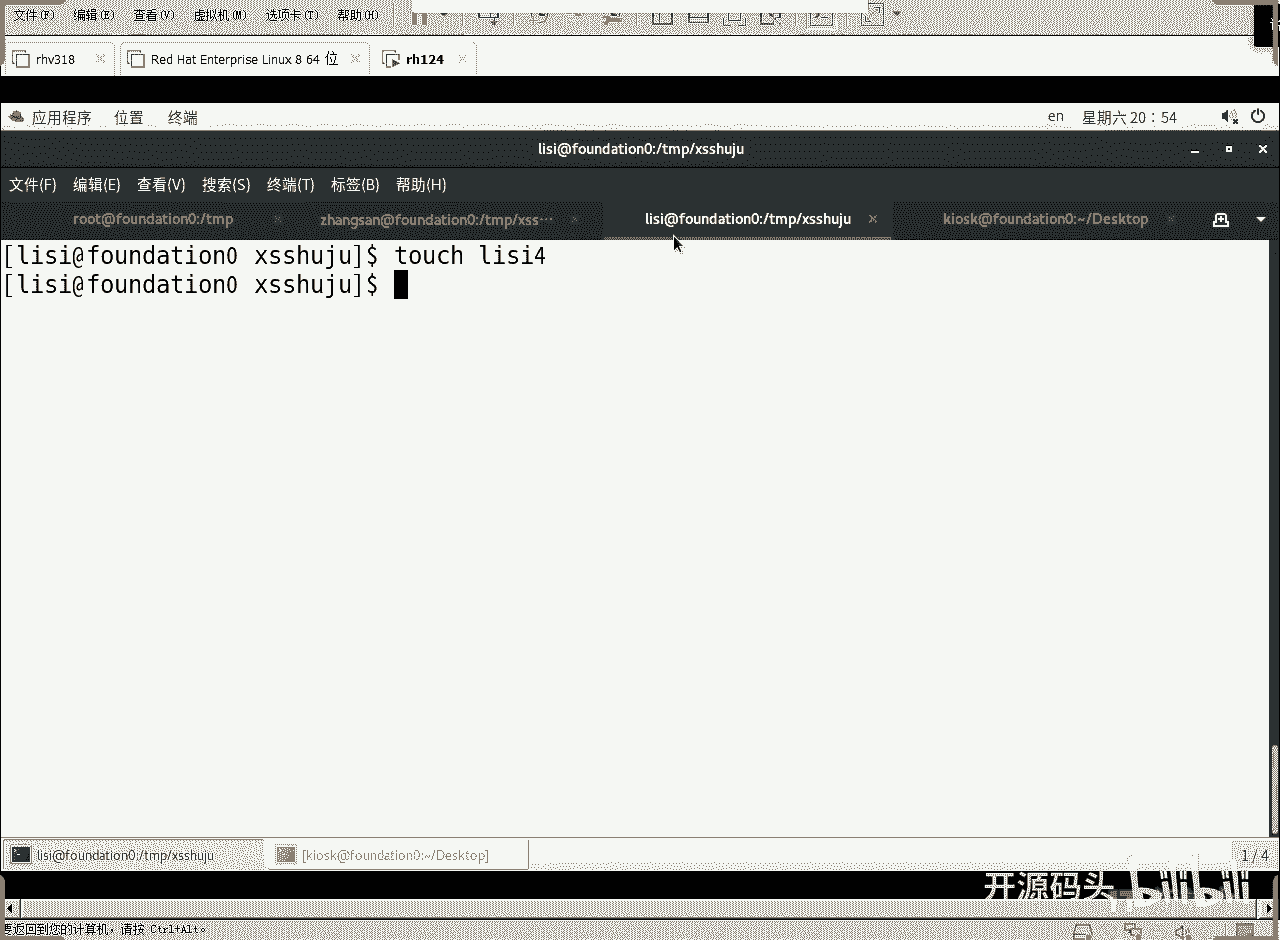 文件(F) 编辑(E) 查看(V) 虚拟机(M) 选项卡(T) 帮助(H)
rhv318 Red Hat Enterprise Linux 8 64 位 rh124
应用程序 位置 终端 en 星期六 20:54
lisi@foundation0:/tmp/xsshuju
文件(F) 编辑(E) 查看(V) 搜索(S) 终端(T) 标签(B) 帮助(H)
root@foundation0:/tmp zhangsan@foundation0:/tmp/xss··· lisi@foundation0:/tmp/xsshuju kiosk@foundation0:~/Desktop
[lisi@foundation0 xsshuju]$ touch lisi4
[lisi@foundation0 xsshuju]$
lisi@foundation0:/tmp/xsshuju [kiosk@foundation0:~/Desktop] 1 / 4
开源码头 bilibili
要返回到您的计算机，请按 Ctrl+Alt。